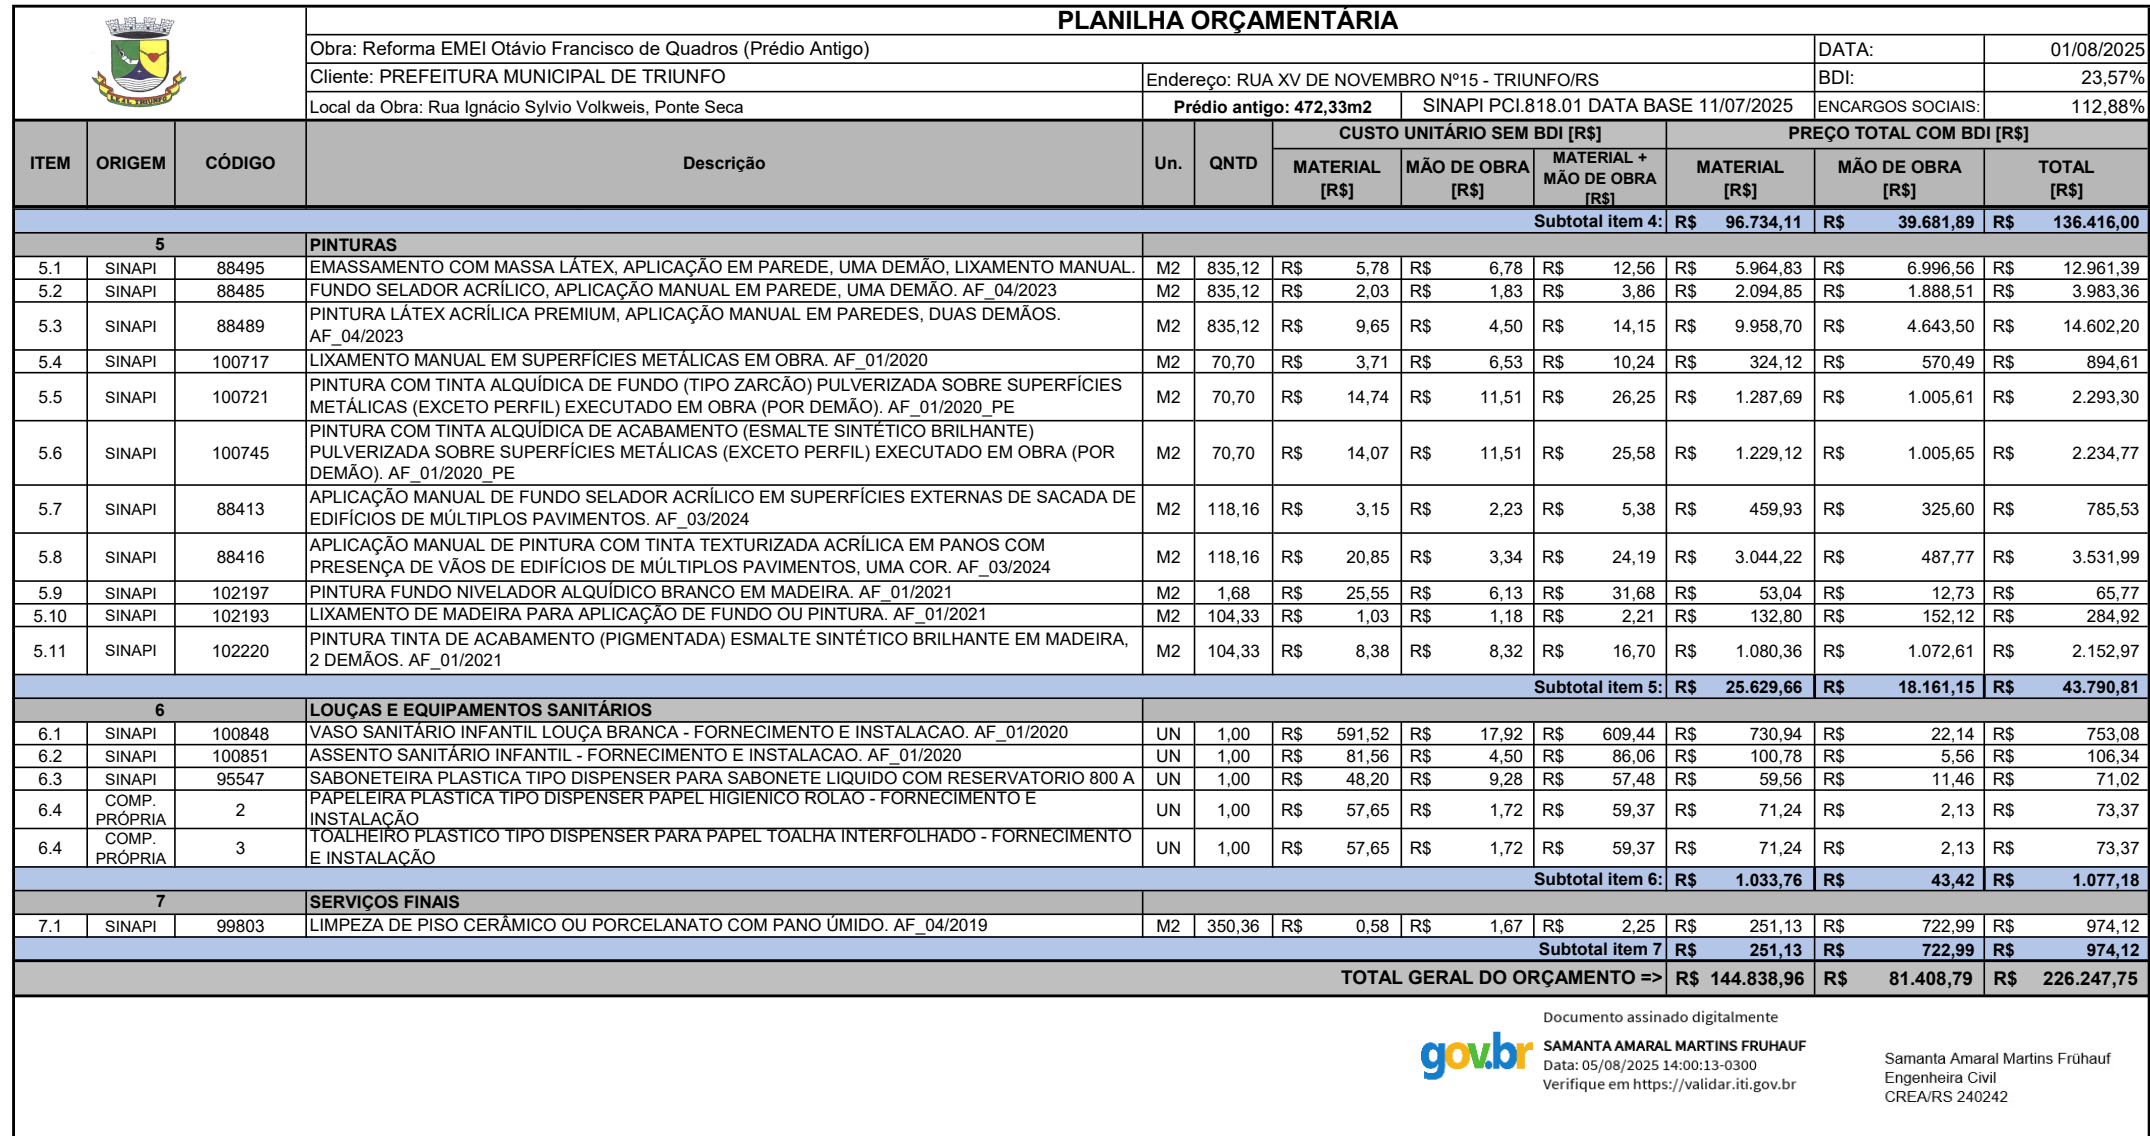 PLANILHA ORÇAMENTÁRIA
Obra: Reforma EMEI Otávio Francisco de Quadros (Prédio Antigo) DATA: 01/08/2025
Cliente: PREFEITURA MUNICIPAL DE TRIUNFO Endereço: RUA XV DE NOVEMBRO Nº15 - TRIUNFO/RS BDI: 23,57%
Local da Obra: Rua Ignácio Sylvio Volkweis, Ponte Seca Prédio antigo: 472,33m2 SINAPI PCI.818.01 DATA BASE 11/07/2025 ENCARGOS SOCIAIS: 112,88%
LEAL TRIUNFO
CUSTO UNITÁRIO SEM BDI [R$] PREÇO TOTAL COM BDI [R$]
ITEM ORIGEM CÓDIGO Descrição Un. QNTD MATERIAL [R$] MÃO DE OBRA [R$] MATERIAL + MÃO DE OBRA [R$] MATERIAL [R$] MÃO DE OBRA [R$] TOTAL [R$]
Subtotal item 4: R$ 96.734,11 R$ 39.681,89 R$ 136.416,00
5 PINTURAS
5.1 SINAPI 88495 EMASSAMENTO COM MASSA LÁTEX, APLICAÇÃO EM PAREDE, UMA DEMÃO, LIXAMENTO MANUAL. M2 835,12 R$ 5,78 R$ 6,78 R$ 12,56 R$ 5.964,83 R$ 6.996,56 R$ 12.961,39
5.2 SINAPI 88485 FUNDO SELADOR ACRÍLICO, APLICAÇÃO MANUAL EM PAREDE, UMA DEMÃO. AF_04/2023 M2 835,12 R$ 2,03 R$ 1,83 R$ 3,86 R$ 2.094,85 R$ 1.888,51 R$ 3.983,36
5.3 SINAPI 88489 PINTURA LÁTEX ACRÍLICA PREMIUM, APLICAÇÃO MANUAL EM PAREDES, DUAS DEMÃOS.
AF_04/2023 M2 835,12 R$ 9,65 R$ 4,50 R$ 14,15 R$ 9.958,70 R$ 4.643,50 R$ 14.602,20
5.4 SINAPI 100717 LIXAMENTO MANUAL EM SUPERFÍCIES METÁLICAS EM OBRA. AF_01/2020 M2 70,70 R$ 3,71 R$ 6,53 R$ 10,24 R$ 324,12 R$ 570,49 R$ 894,61
5.5 SINAPI 100721 PINTURA COM TINTA ALQUÍDICA DE FUNDO (TIPO ZARCÃO) PULVERIZADA SOBRE SUPERFÍCIES
METÁLICAS (EXCETO PERFIL) EXECUTADO EM OBRA (POR DEMÃO). AF_01/2020_PE M2 70,70 R$ 14,74 R$ 11,51 R$ 26,25 R$ 1.287,69 R$ 1.005,61 R$ 2.293,30
5.6 SINAPI 100745 PINTURA COM TINTA ALQUÍDICA DE ACABAMENTO (ESMALTE SINTÉTICO BRILHANTE)
PULVERIZADA SOBRE SUPERFÍCIES METÁLICAS (EXCETO PERFIL) EXECUTADO EM OBRA (POR
DEMÃO). AF_01/2020_PE M2 70,70 R$ 14,07 R$ 11,51 R$ 25,58 R$ 1.229,12 R$ 1.005,65 R$ 2.234,77
5.7 SINAPI 88413 APLICAÇÃO MANUAL DE FUNDO SELADOR ACRÍLICO EM SUPERFÍCIES EXTERNAS DE SACADA DE
EDIFÍCIOS DE MÚLTIPLOS PAVIMENTOS. AF_03/2024 M2 118,16 R$ 3,15 R$ 2,23 R$ 5,38 R$ 459,93 R$ 325,60 R$ 785,53
5.8 SINAPI 88416 APLICAÇÃO MANUAL DE PINTURA COM TINTA TEXTURIZADA ACRÍLICA EM PANOS COM
PRESENÇA DE VÃOS DE EDIFÍCIOS DE MÚLTIPLOS PAVIMENTOS, UMA COR. AF_03/2024 M2 118,16 R$ 20,85 R$ 3,34 R$ 24,19 R$ 3.044,22 R$ 487,77 R$ 3.531,99
5.9 SINAPI 102197 PINTURA FUNDO NIVELADOR ALQUÍDICO BRANCO EM MADEIRA. AF_01/2021 M2 1,68 R$ 25,55 R$ 6,13 R$ 31,68 R$ 53,04 R$ 12,73 R$ 65,77
5.10 SINAPI 102193 LIXAMENTO DE MADEIRA PARA APLICAÇÃO DE FUNDO OU PINTURA. AF_01/2021 M2 104,33 R$ 1,03 R$ 1,18 R$ 2,21 R$ 132,80 R$ 152,12 R$ 284,92
5.11 SINAPI 102220 PINTURA TINTA DE ACABAMENTO (PIGMENTADA) ESMALTE SINTÉTICO BRILHANTE EM MADEIRA,
2 DEMÃOS. AF_01/2021 M2 104,33 R$ 8,38 R$ 8,32 R$ 16,70 R$ 1.080,36 R$ 1.072,61 R$ 2.152,97
Subtotal item 5: R$ 25.629,66 R$ 18.161,15 R$ 43.790,81
6 LOUÇAS E EQUIPAMENTOS SANITÁRIOS
6.1 SINAPI 100848 VASO SANITÁRIO INFANTIL LOUÇA BRANCA - FORNECIMENTO E INSTALACAO. AF_01/2020 UN 1,00 R$ 591,52 R$ 17,92 R$ 609,44 R$ 730,94 R$ 22,14 R$ 753,08
6.2 SINAPI 100851 ASSENTO SANITÁRIO INFANTIL - FORNECIMENTO E INSTALACAO. AF_01/2020 UN 1,00 R$ 81,56 R$ 4,50 R$ 86,06 R$ 100,78 R$ 5,56 R$ 106,34
6.3 SINAPI 95547 SABONETEIRA PLASTICA TIPO DISPENSER PARA SABONETE LIQUIDO COM RESERVATORIO 800 A UN 1,00 R$ 48,20 R$ 9,28 R$ 57,48 R$ 59,56 R$ 11,46 R$ 71,02
6.4 COMP. PRÓPRIA 2 PAPELEIRA PLASTICA TIPO DISPENSER PAPEL HIGIENICO ROLAO - FORNECIMENTO E
INSTALAÇÃO UN 1,00 R$ 57,65 R$ 1,72 R$ 59,37 R$ 71,24 R$ 2,13 R$ 73,37
6.4 COMP. PRÓPRIA 3 TOALHEIRO PLASTICO TIPO DISPENSER PARA PAPEL TOALHA INTERFOLHADO - FORNECIMENTO
E INSTALAÇÃO UN 1,00 R$ 57,65 R$ 1,72 R$ 59,37 R$ 71,24 R$ 2,13 R$ 73,37
Subtotal item 6: R$ 1.033,76 R$ 43,42 R$ 1.077,18
7 SERVIÇOS FINAIS
7.1 SINAPI 99803 LIMPEZA DE PISO CERÂMICO OU PORCELANATO COM PANO ÚMIDO. AF_04/2019 M2 350,36 R$ 0,58 R$ 1,67 R$ 2,25 R$ 251,13 R$ 722,99 R$ 974,12
Subtotal item 7 R$ 251,13 R$ 722,99 R$ 974,12
TOTAL GERAL DO ORÇAMENTO => R$ 144.838,96 R$ 81.408,79 R$ 226.247,75
gov.br
Documento assinado digitalmente
SAMANTA AMARAL MARTINS FRUHAUF
Data: 05/08/2025 14:00:13-0300
Verifique em https://validar.iti.gov.br
Samanta Amaral Martins Frühauf
Engenheira Civil
CREA/RS 240242